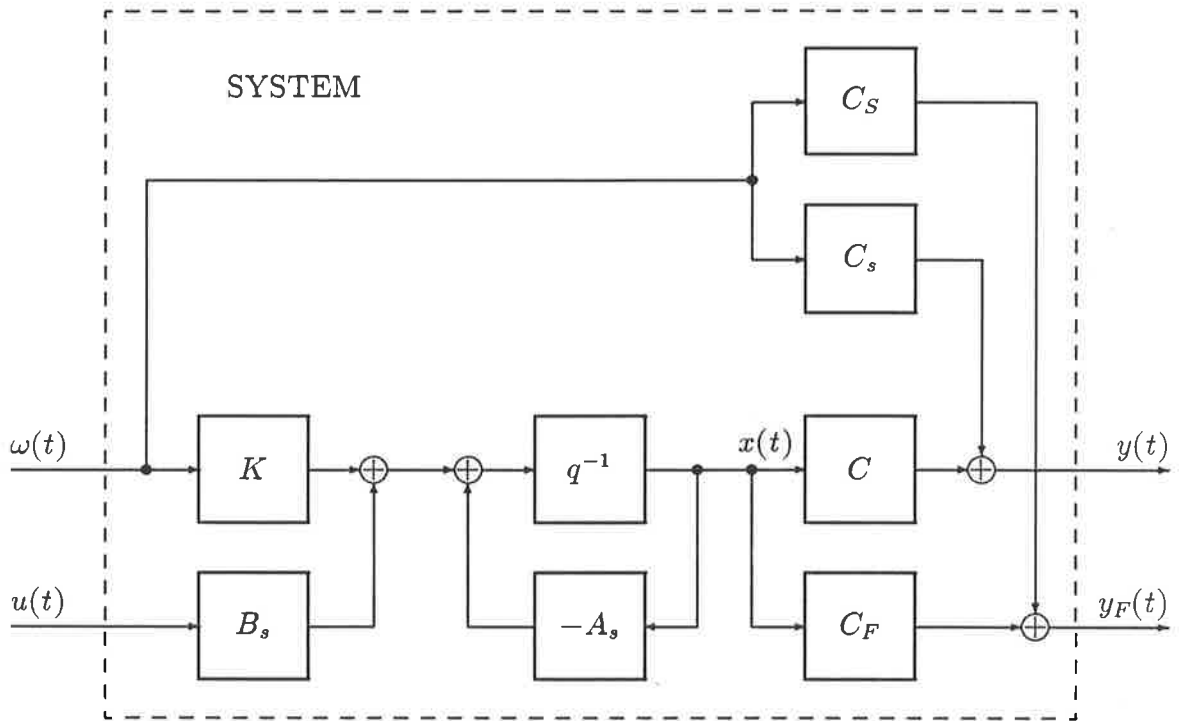 SYSTEM
C_S
C_s
ω(t)
K
q⁻¹
x(t)
C
y(t)
u(t)
B_s
−A_s
C_F
y_F(t)